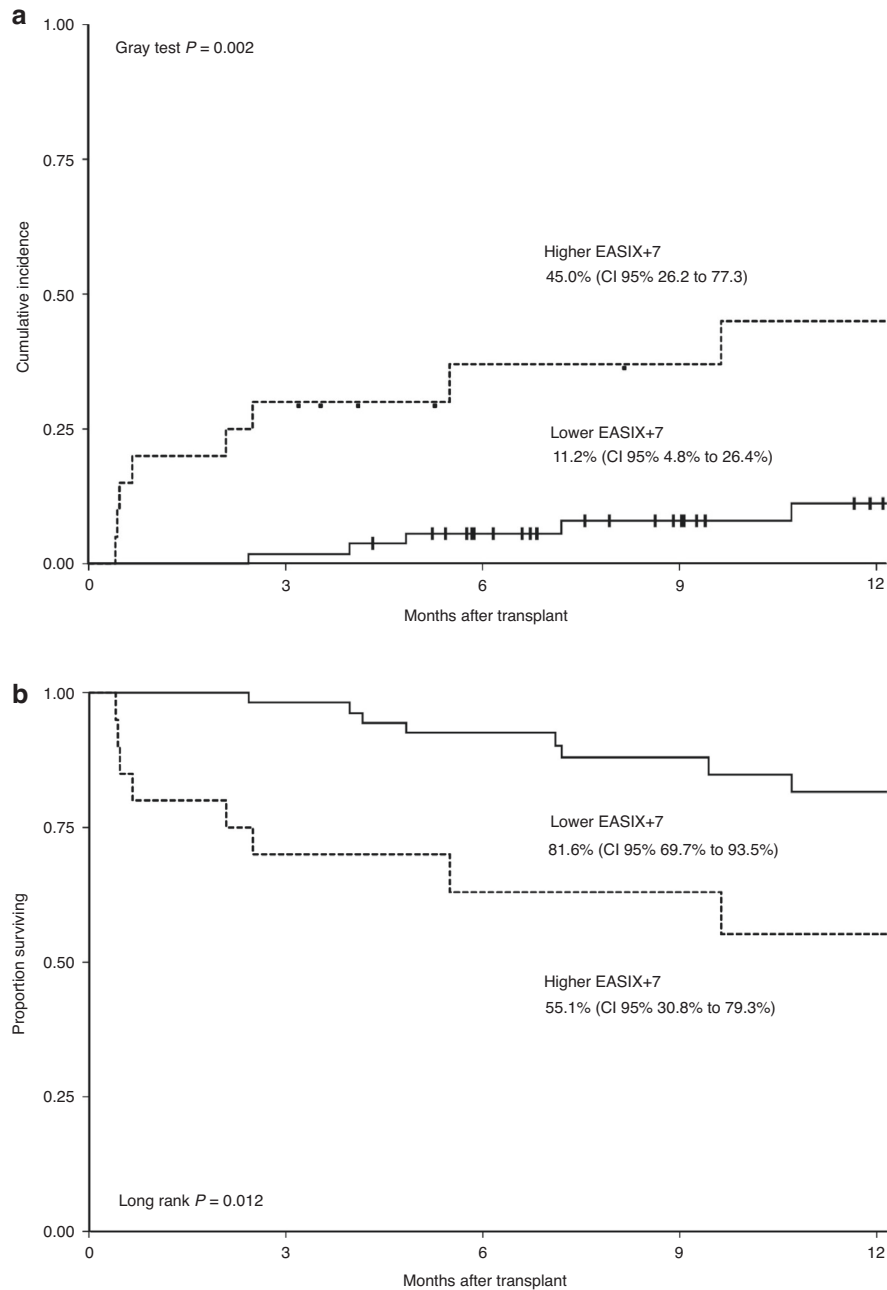 a
1.00
Gray test P = 0.002
0.75
Cumulative incidence
Higher EASIX+7
45.0% (CI 95% 26.2 to 77.3)
0.50
Lower EASIX+7
11.2% (CI 95% 4.8% to 26.4%)
0.25
0.00
0 3 6 9 12
Months after transplant
b
1.00
0.75
Lower EASIX+7
81.6% (CI 95% 69.7% to 93.5%)
Proportion surviving
0.50
Higher EASIX+7
55.1% (CI 95% 30.8% to 79.3%)
0.25
Long rank P = 0.012
0.00
0 3 6 9 12
Months after transplant